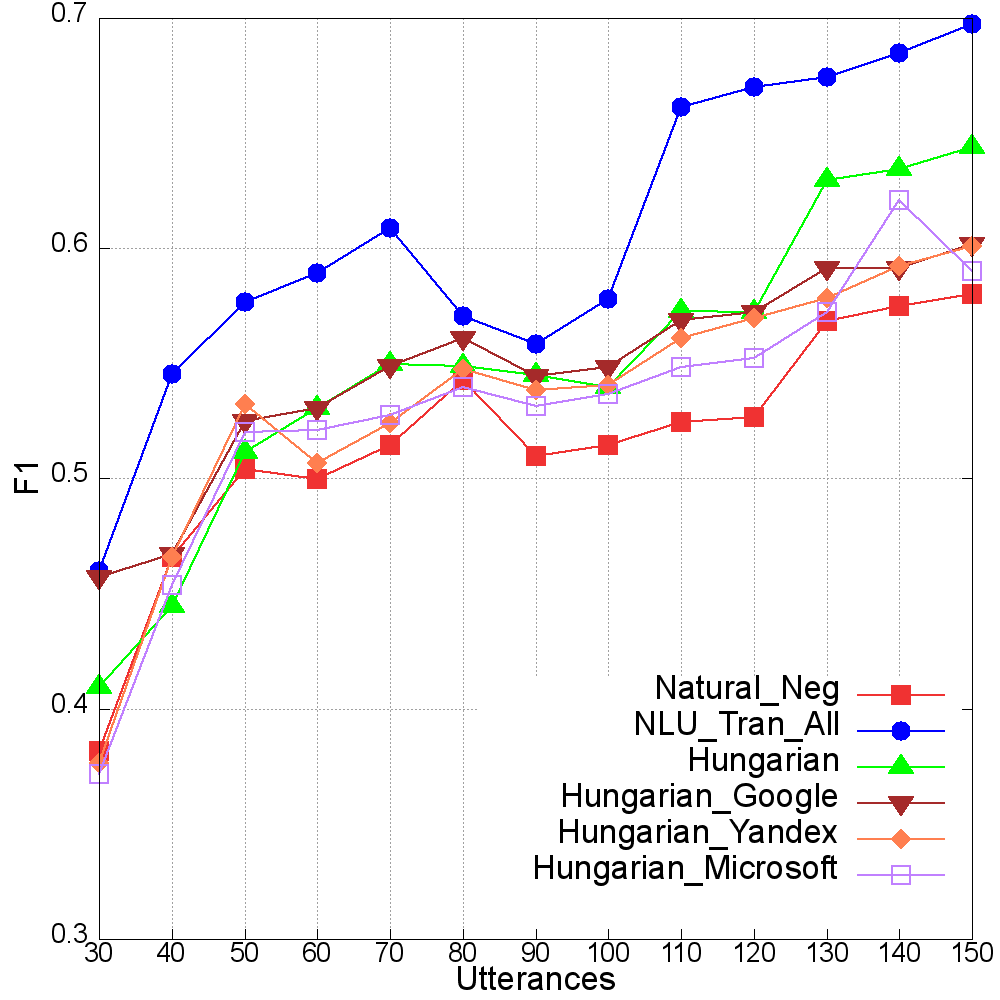 0.7
0.6
0.5
0.4
0.3
F1
Natural_Neg
NLU_Tran_All
Hungarian
Hungarian_Google
Hungarian_Yandex
Hungarian_Microsoft
30 40 50 60 70 80 90 100 110 120 130 140 150
Utterances